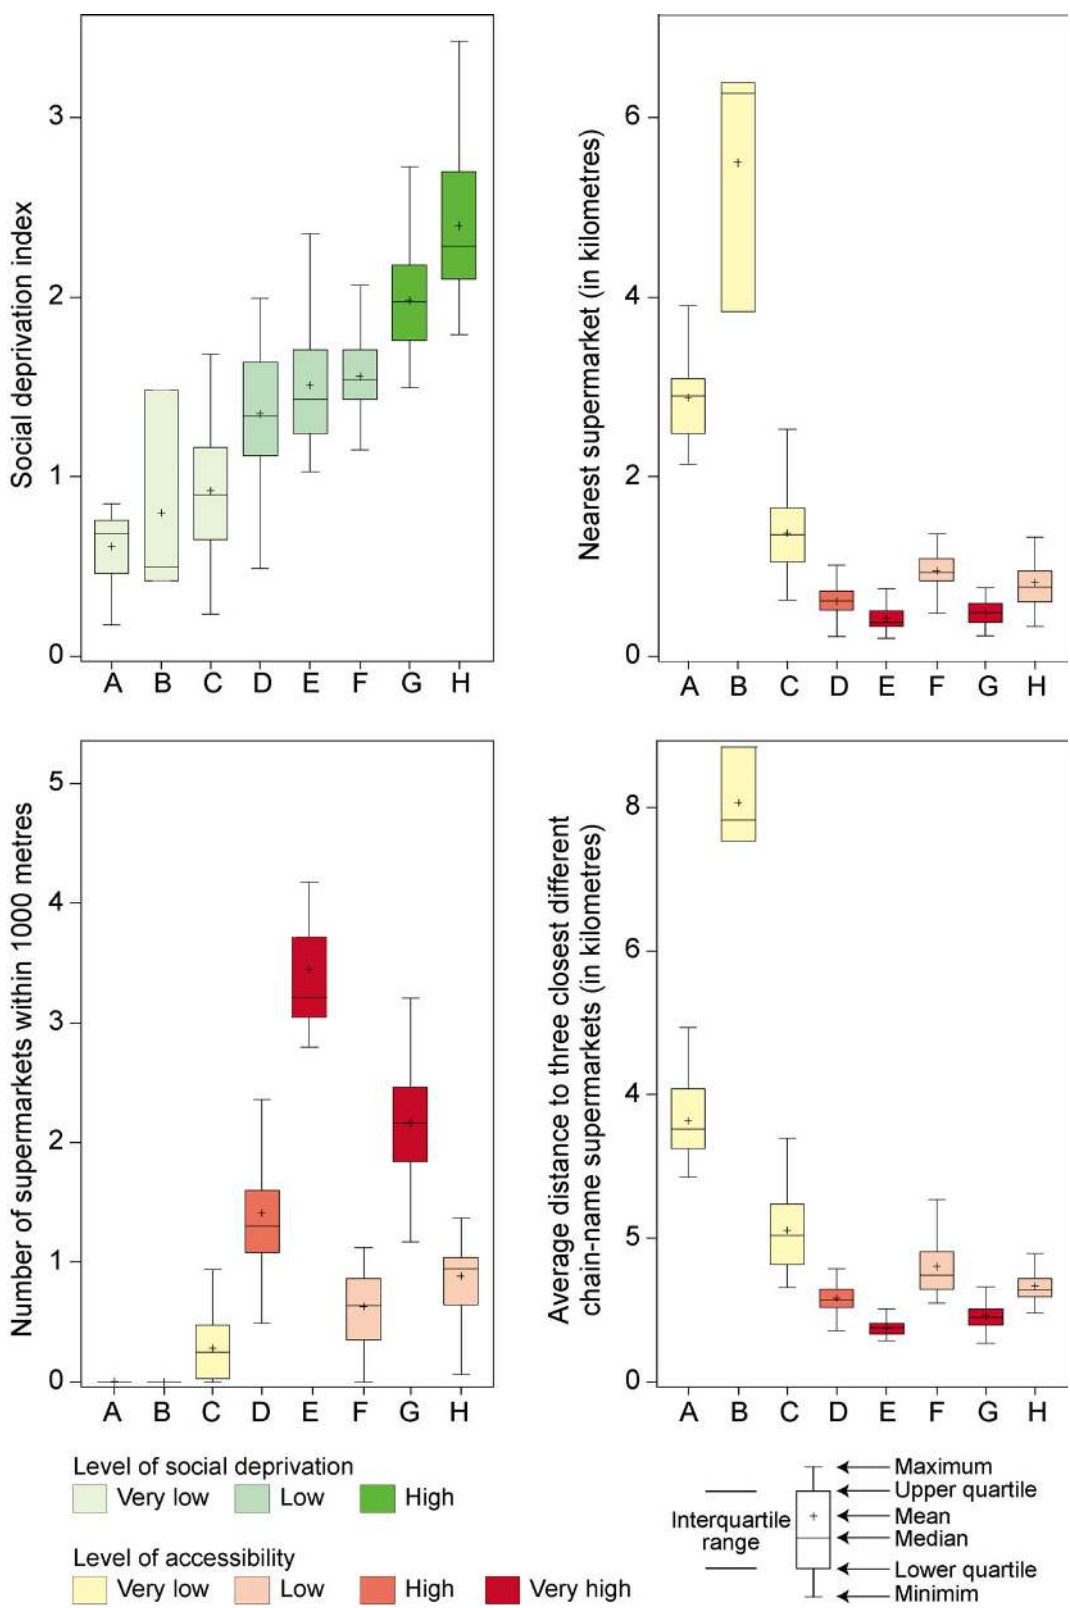 Social deprivation index
3
2
1
0
A B C D E F G H
Nearest supermarket (in kilometres)
6
4
2
0
A B C D E F G H
Number of supermarkets within 1000 metres
5
4
3
2
1
0
A B C D E F G H
Average distance to three closest different
chain-name supermarkets (in kilometres)
8
6
4
5
0
A B C D E F G H
Level of social deprivation
Very low Low High
Level of accessibility
Very low Low High Very high
Interquartile
range
Maximum
Upper quartile
Mean
Median
Lower quartile
Minimim